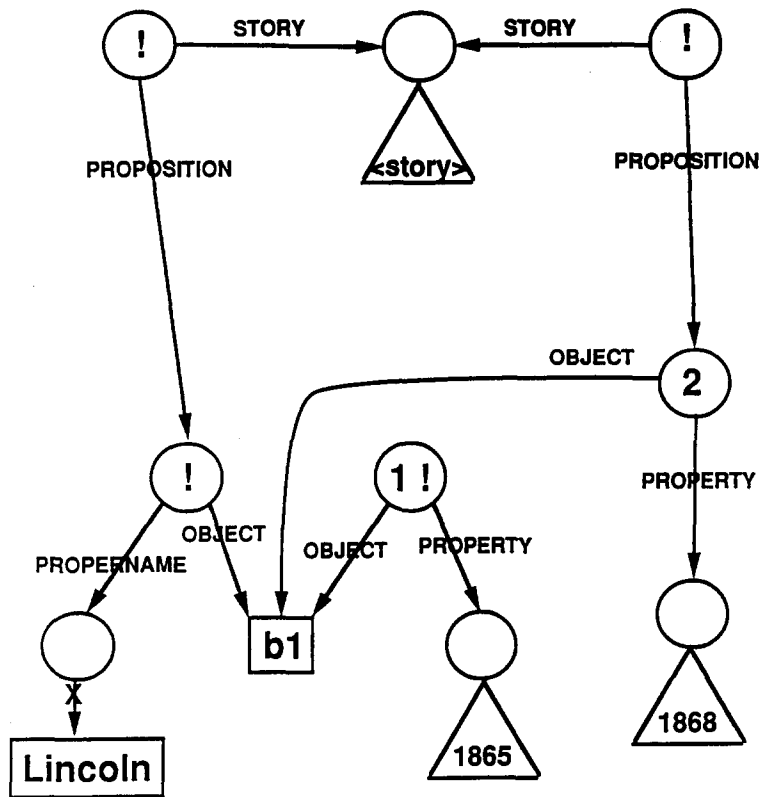 ! STORY STORY !
PROPOSITION <story> PROPOSITION
OBJECT
2
! 1 !
PROPERTY
OBJECT OBJECT PROPERTY
PROPERNAME
b1
X
Lincoln 1865 1868